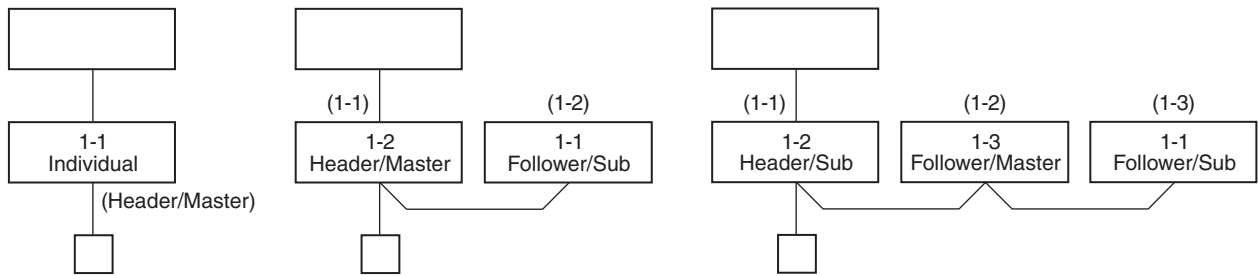 (1-1)
(1-2)
(1-1)
(1-2)
(1-3)
1-1
Individual
1-2
Header/Master
1-1
Follower/Sub
1-2
Header/Sub
1-3
Follower/Master
1-1
Follower/Sub
(Header/Master)